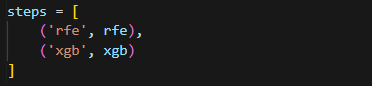 steps = [
    ('rfe', rfe),
    ('xgb', xgb)
]